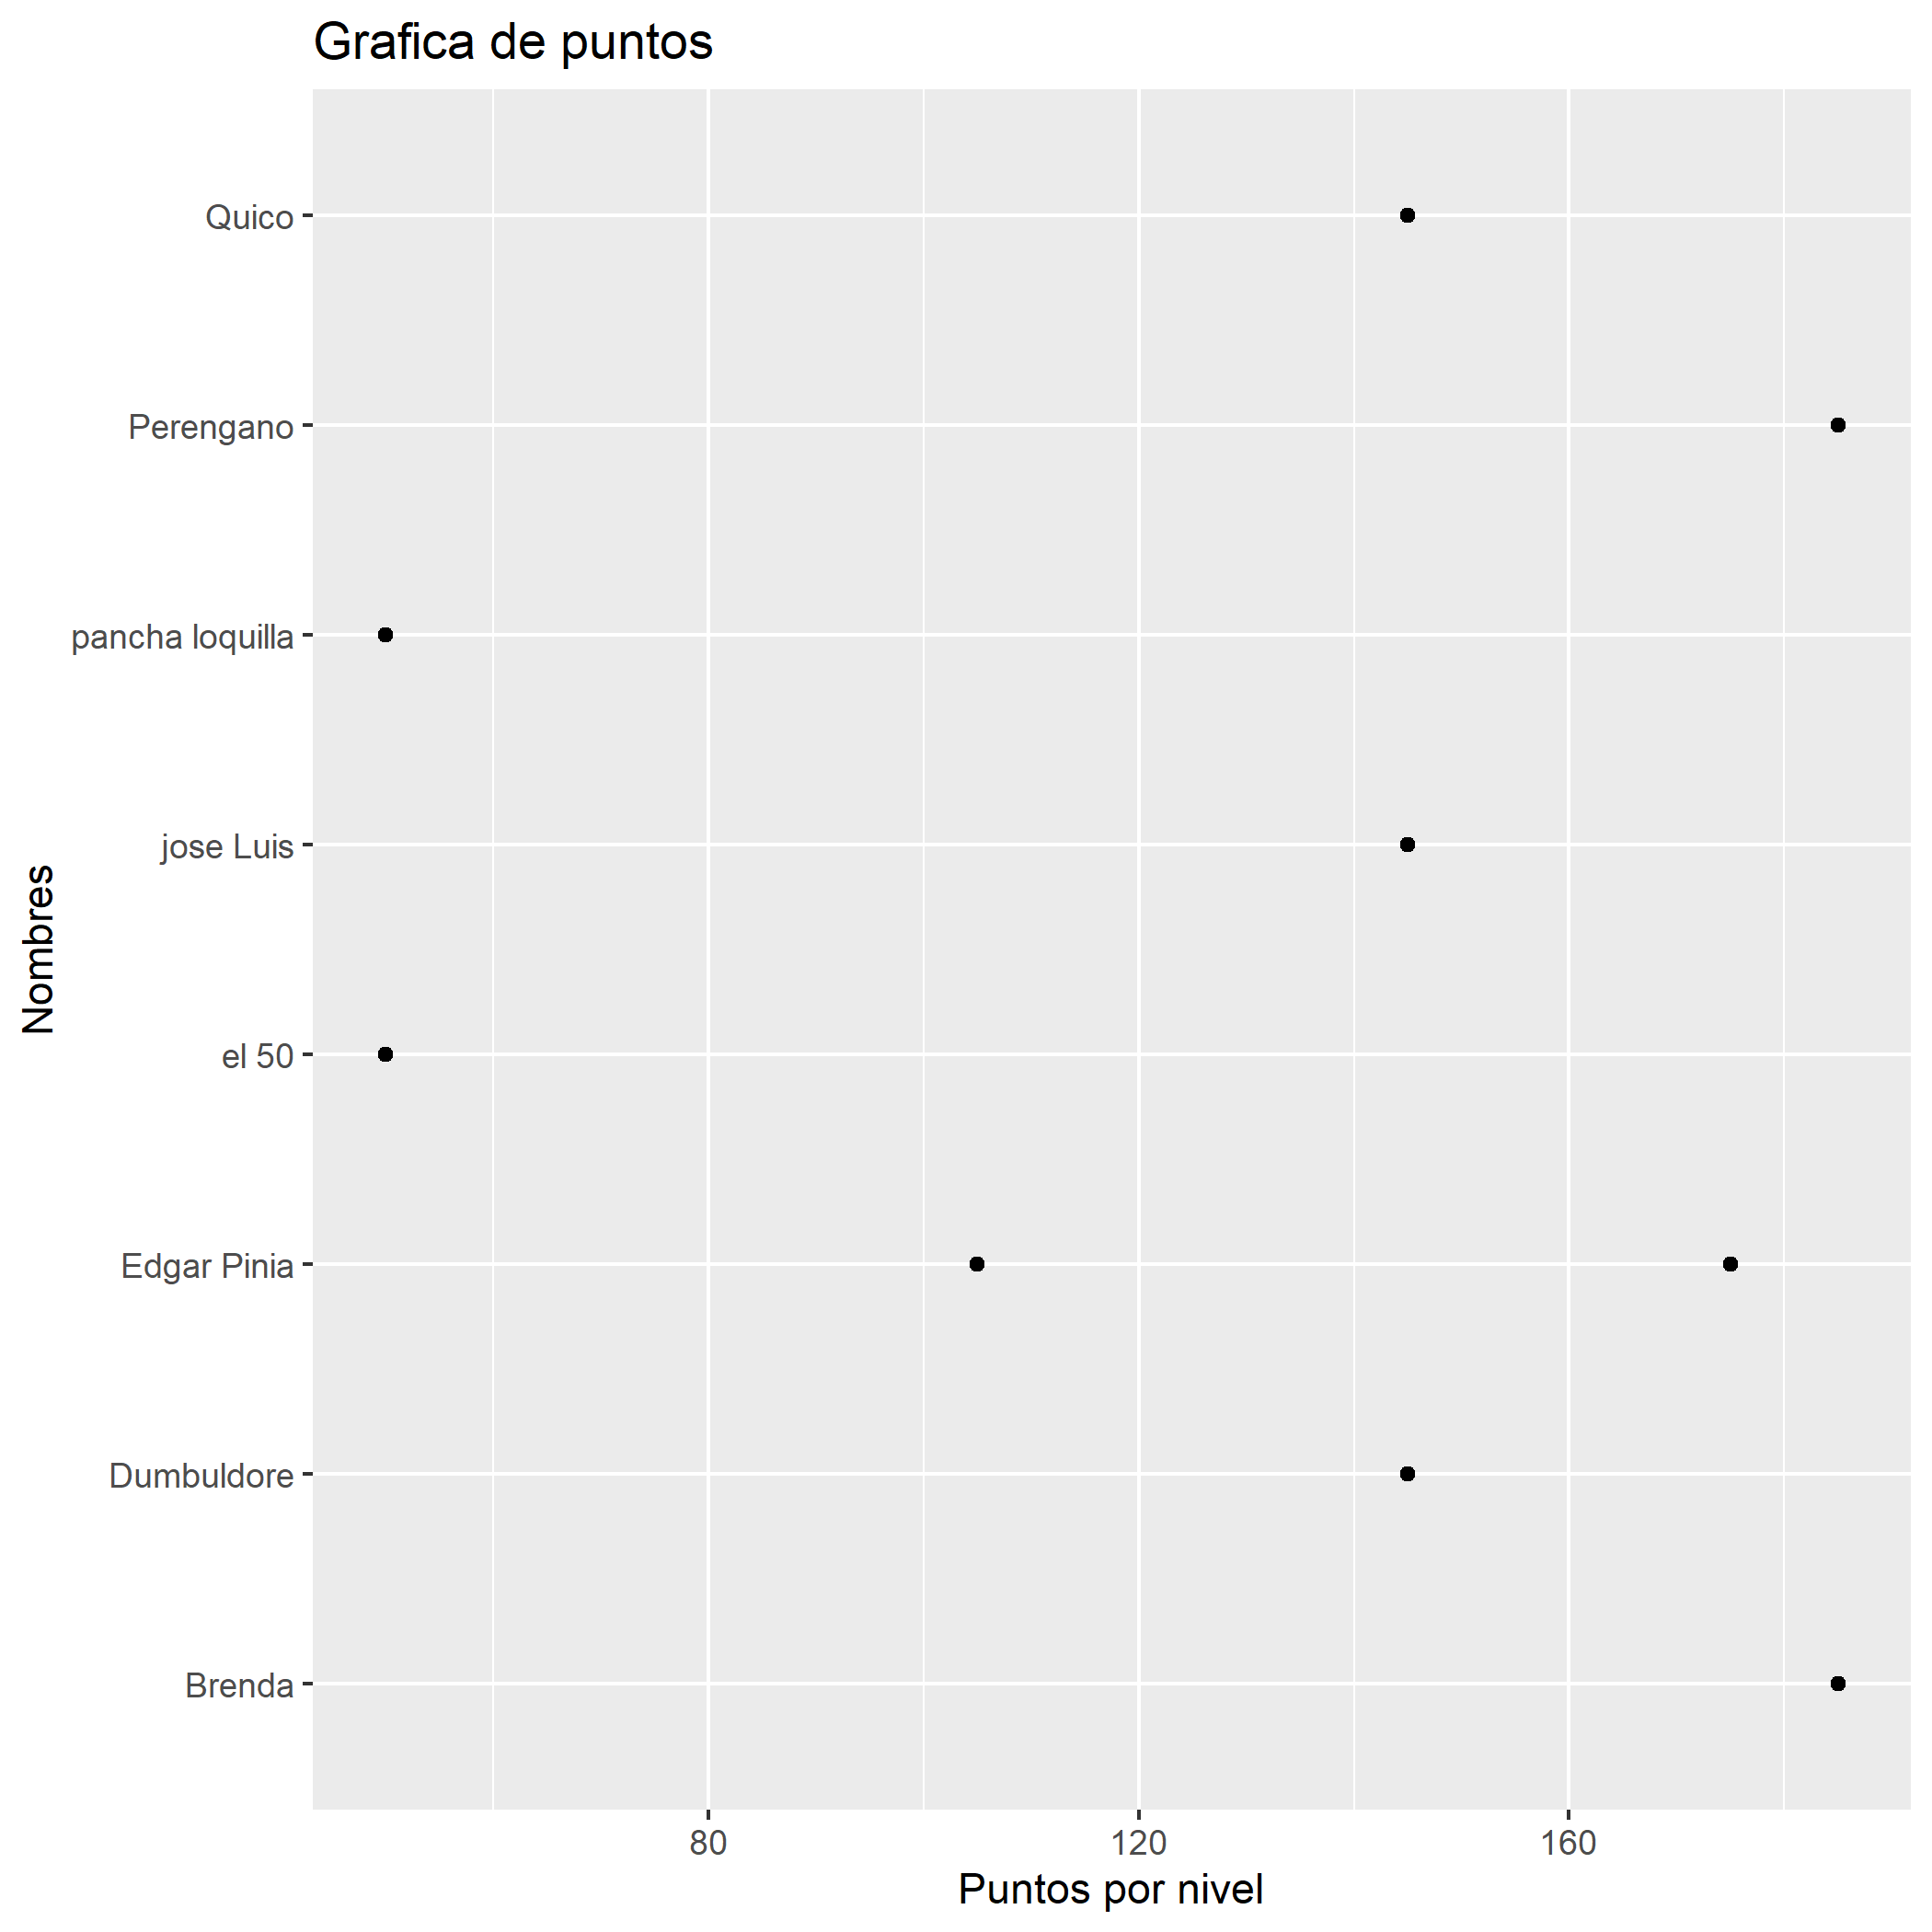 Grafica de puntos
Quico
Perengano
pancha loquilla
jose Luis
Nombres
el 50
Edgar Pinia
Dumbuldore
Brenda
80 120 160
Puntos por nivel